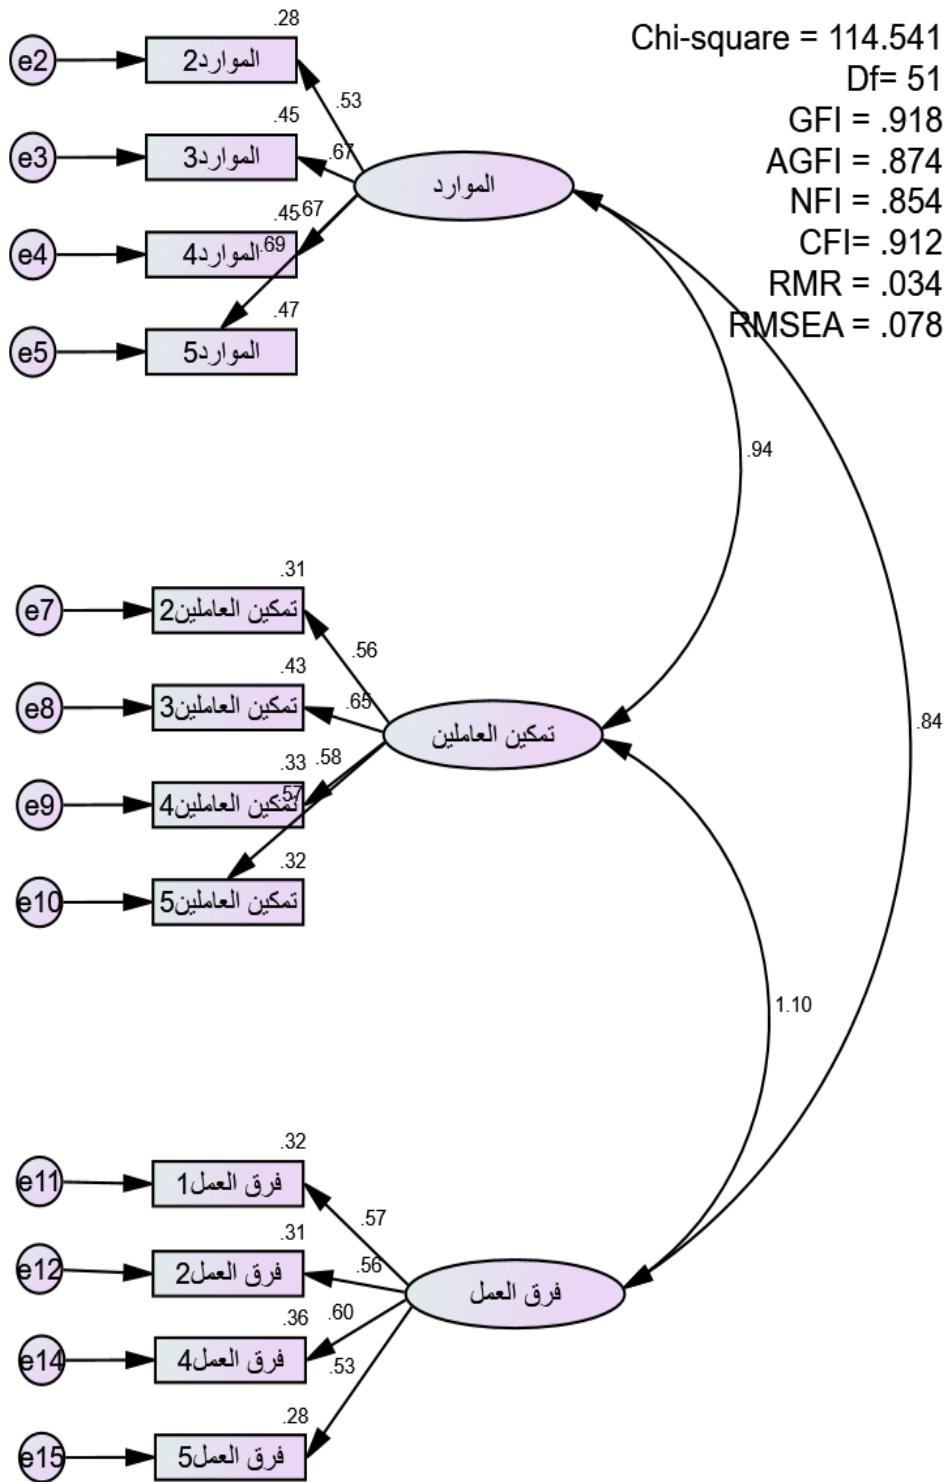 Chi-square = 114.541
Df= 51
GFI = .918
AGFI = .874
NFI = .854
CFI= .912
RMR = .034
RMSEA = .078
.28
e2
الموارد2
.53
.45
e3
الموارد3
.67
الموارد
.45
.67
e4
الموارد4
.69
.47
e5
الموارد5
.94
.31
e7
تمكين العاملين2
.56
.43
e8
تمكين العاملين3
.65
تمكين العاملين
.84
.33
.58
e9
تمكين العاملين4
.57
.32
e10
تمكين العاملين5
1.10
.32
e11
فرق العمل1
.57
.31
e12
فرق العمل2
.56
فرق العمل
.36
.60
e14
فرق العمل4
.53
.28
e15
فرق العمل5